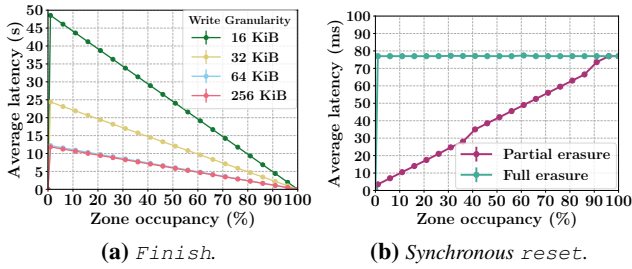 Average latency (s)
50
45
40
35
30
25
20
15
10
5
0
Write Granularity
16 KiB
32 KiB
64 KiB
256 KiB
0 10 20 30 40 50 60 70 80 90 100
Zone occupancy (%)
(a) Finish.
Average latency (ms)
100
90
80
70
60
50
40
30
20
10
0
Partial erasure
Full erasure
0 10 20 30 40 50 60 70 80 90 100
Zone occupancy (%)
(b) Synchronous reset.